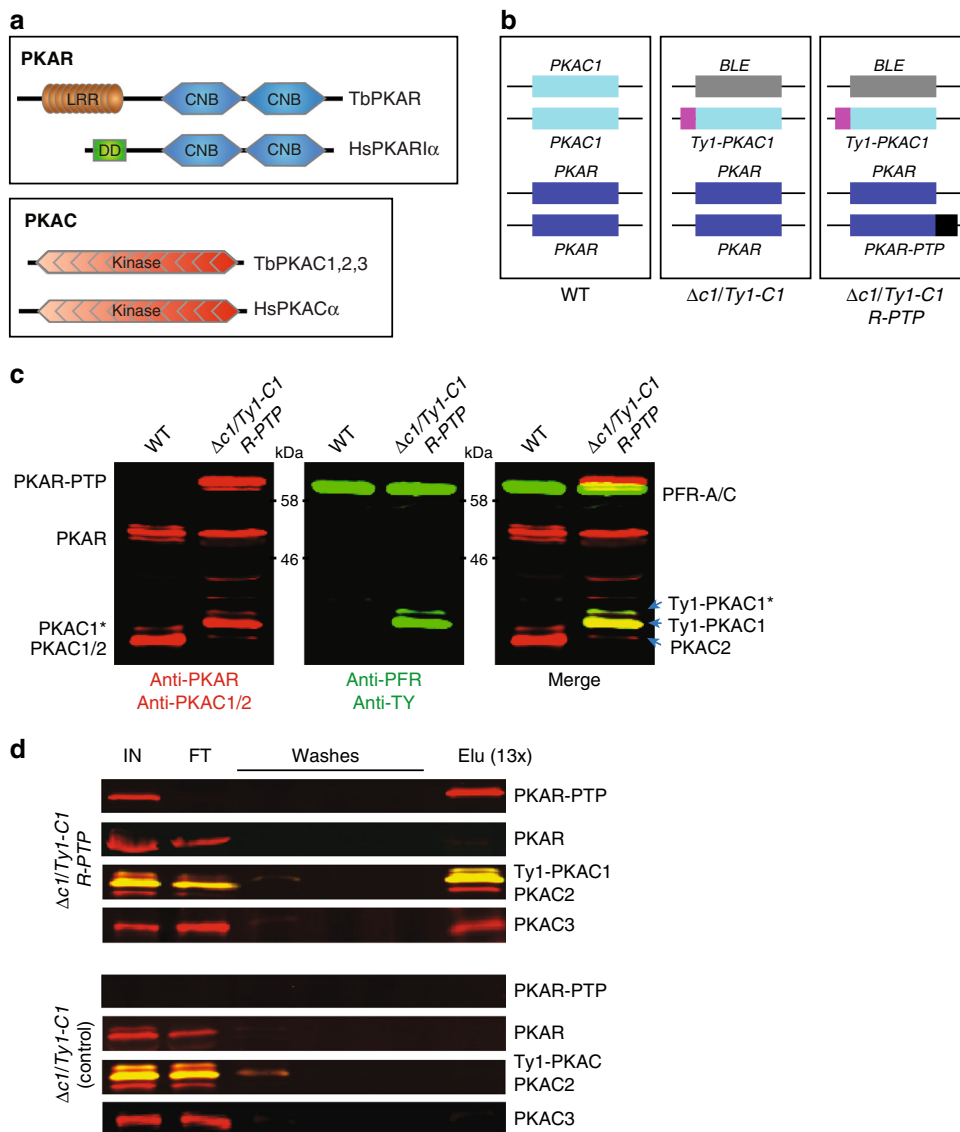 a
PKAR
LRR CNB CNB TbPKAR
DD CNB CNB HsPKARIα
PKAC
Kinase TbPKAC1,2,3
Kinase HsPKACα
b
PKAC1 BLE BLE
PKAC1 Ty1-PKAC1 Ty1-PKAC1
PKAR PKAR PKAR
PKAR PKAR PKAR-PTP
WT Δc1/Ty1-C1 Δc1/Ty1-C1
R-PTP
c
WT Δc1/Ty1-C1 R-PTP kDa WT Δc1/Ty1-C1 R-PTP kDa WT Δc1/Ty1-C1 R-PTP
PKAR-PTP 58 58 PFR-A/C
PKAR
46 46
Ty1-PKAC1*
PKAC1* Ty1-PKAC1
PKAC1/2 PKAC2
Anti-PKAR Anti-PFR Merge
Anti-PKAC1/2 Anti-TY
d
IN FT Washes Elu (13x)
Δc1/Ty1-C1
R-PTP
PKAR-PTP
PKAR
Ty1-PKAC1
PKAC2
PKAC3
Δc1/Ty1-C1
(control)
PKAR-PTP
PKAR
Ty1-PKAC
PKAC2
PKAC3